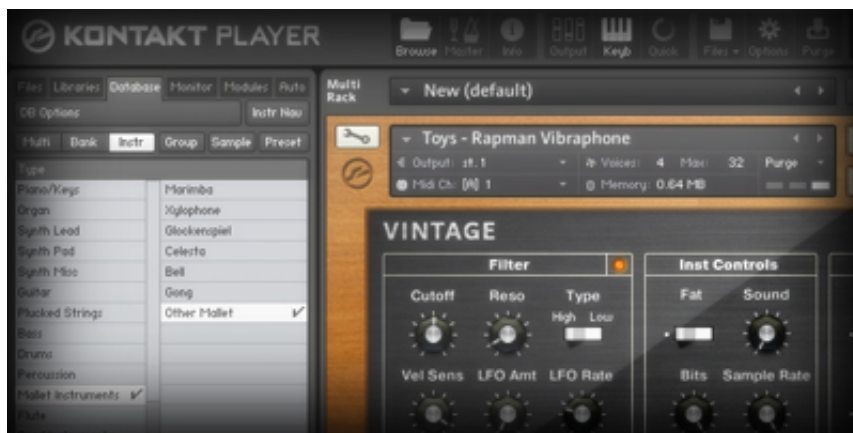 KONTAKT PLAYER
Browse Master Info Output Keyb Quick Files Options Purge
Files Libraries Database Monitor Modules Auto
DB Options Instr Nav
Multi Bank Instr Group Sample Preset
Type
Piano/Keys
Organ
Synth Lead
Synth Pad
Synth Misc
Guitar
Plucked Strings
Bass
Drums
Percussion
Mallet Instruments
Flute
Marimba
Xylophone
Glockenspiel
Celesta
Bell
Gong
Other Mallet
Multi
Rack
New (default)
Toys - Rapman Vibraphone
Output: st. 1 Voices: 4 Max: 32 Purge
Midi Ch: [A] 1 Memory: 0.64 MB
VINTAGE
Filter
Cutoff Reso Type
High Low
Vel Sens LFO Amt LFO Rate
Inst Controls
Fat Sound
Bits Sample Rate